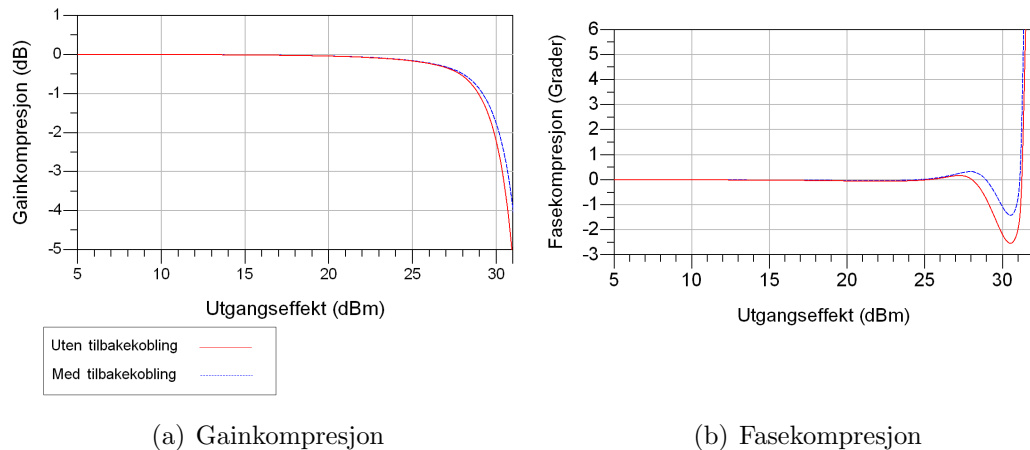 Gainkompresjon (dB)
1
0
-1
-2
-3
-4
-5
5 10 15 20 25 30
Utgangseffekt (dBm)
Uten tilbakekobling
Med tilbakekobling
(a) Gainkompresjon
Fasekompresjon (Grader)
6
5
4
3
2
1
0
-1
-2
-3
5 10 15 20 25 30
Utgangseffekt (dBm)
(b) Fasekompresjon